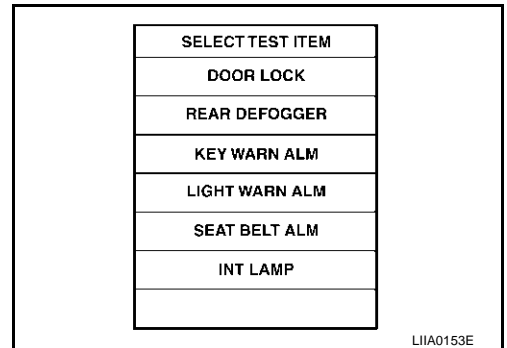 SELECT TEST ITEM
DOOR LOCK
REAR DEFOGGER
KEY WARN ALM
LIGHT WARN ALM
SEAT BELT ALM
INT LAMP
LIIA0153E